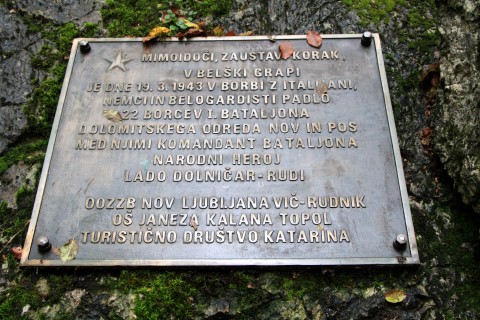 MIMOIDOČI, ZAUSTAVI KORAK,
V BELSKI GRAPI
JE DNE 19.3.1943 V BORBI Z ITALIJANI,
NEMCI IN BELOGARDISTI PADLO
22 BORCEV I. BATALJONA
DOLOMITSKEGA ODREDA NOV IN POS
MED NJIMI KOMANDANT BATALJONA
NARODNI HEROJ
LADO DOLNIČAR-RUDI
OOZZB NOV LJUBLJANA VIČ-RUDNIK
OŠ JANEZA KALANA TOPOL
TURISTIČNO DRUŠTVO KATARINA